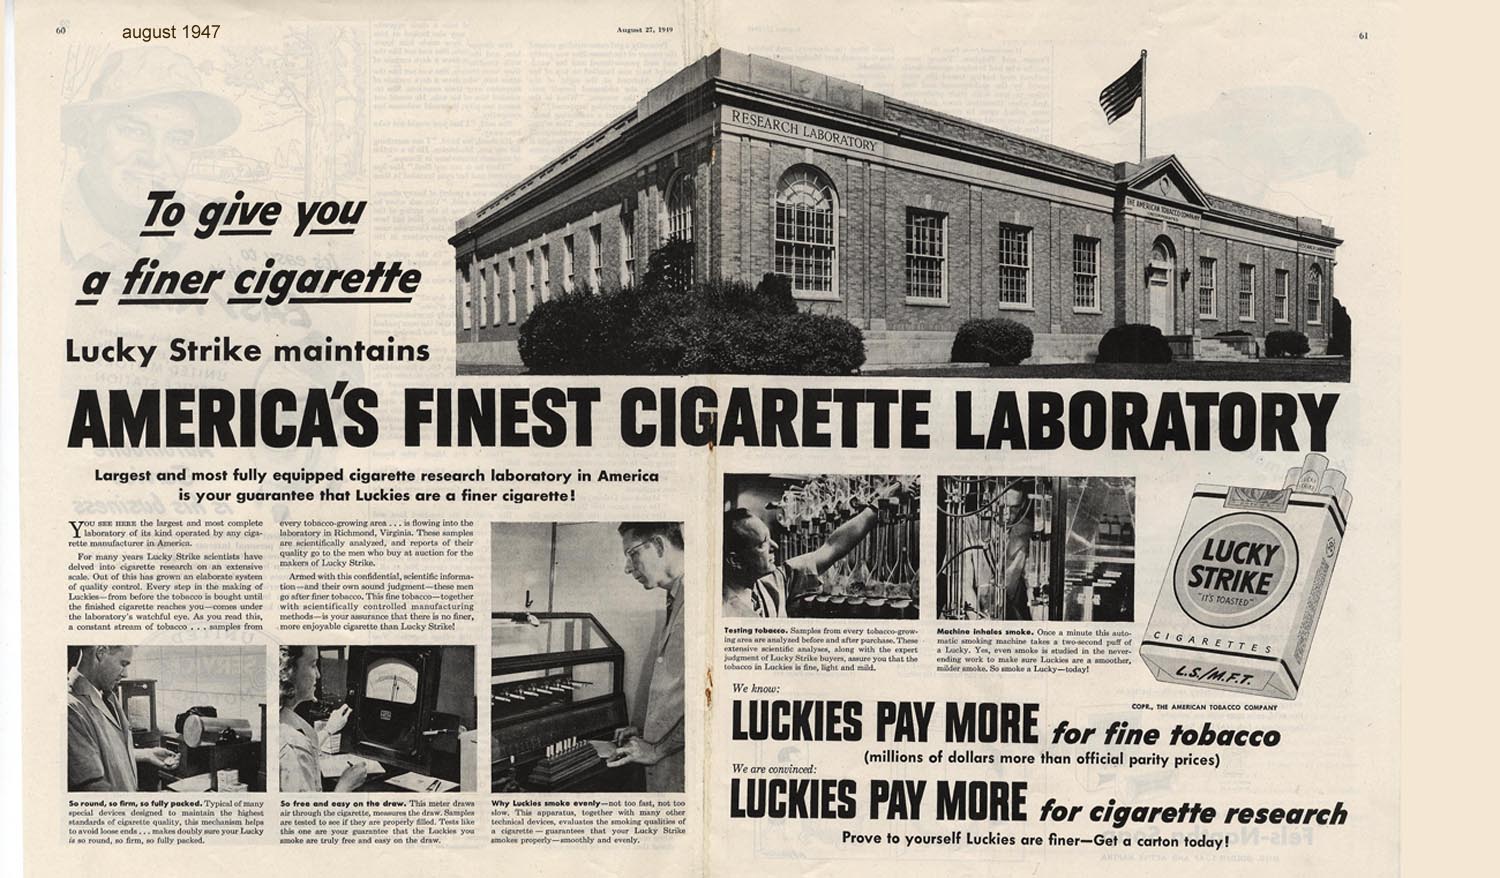 60
august 1947
August 27, 1949
61
RESEARCH LABORATORY
THE AMERICAN TOBACCO COMPANY
INCORPORATED
RESEARCH LABORATORY
To give you
a finer cigarette
Lucky Strike maintains
AMERICA'S FINEST CIGARETTE LABORATORY
Largest and most fully equipped cigarette research laboratory in America
is your guarantee that Luckies are a finer cigarette!
YOU SEE HERE the largest and most complete
laboratory of its kind operated by any ciga-
rette manufacturer in America.
For many years Lucky Strike scientists have
delved into cigarette research on an extensive
scale. Out of this has grown an elaborate system
of quality control. Every step in the making of
Luckies—from before the tobacco is bought until
the finished cigarette reaches you—comes under
the laboratory's watchful eye. As you read this,
a constant stream of tobacco . . . samples from
every tobacco-growing area . . . is flowing into the
laboratory in Richmond, Virginia. These samples
are scientifically analyzed, and reports of their
quality go to the men who buy at auction for the
makers of Lucky Strike.
Armed with this confidential, scientific informa-
tion—and their own sound judgment—these men
go after finer tobacco. This fine tobacco—together
with scientifically controlled manufacturing
methods—is your assurance that there is no finer,
more enjoyable cigarette than Lucky Strike!
So round, so firm, so fully packed. Typical of many
special devices designed to maintain the highest
standards of cigarette quality, this mechanism helps
to avoid loose ends . . . makes doubly sure your Lucky
is so round, so firm, so fully packed.
So free and easy on the draw. This meter draws
air through the cigarette, measures the draw. Samples
are tested to see if they are properly filled. Tests like
this one are your guarantee that the Luckies you
smoke are truly free and easy on the draw.
Why Luckies smoke evenly—not too fast, not too
slow. This apparatus, together with many other
technical devices, evaluates the smoking qualities of
a cigarette—guarantees that your Lucky Strike
smokes properly—smoothly and evenly.
Testing tobacco. Samples from every tobacco-grow-
ing area are analyzed before and after purchase. These
extensive scientific analyses, along with the expert
judgment of Lucky Strike buyers, assure you that the
tobacco in Luckies is fine, light and mild.
Machine inhales smoke. Once a minute this auto-
matic smoking machine takes a two-second puff of
a Lucky. Yes, even smoke is studied in the never-
ending work to make sure Luckies are a smoother,
milder smoke. So smoke a Lucky—today!
LUCKY
STRIKE
"IT'S TOASTED"
CIGARETTES
L.S./M.F.T.
COPR., THE AMERICAN TOBACCO COMPANY
We know:
LUCKIES PAY MORE for fine tobacco
(millions of dollars more than official parity prices)
We are convinced:
LUCKIES PAY MORE for cigarette research
Prove to yourself Luckies are finer—Get a carton today!